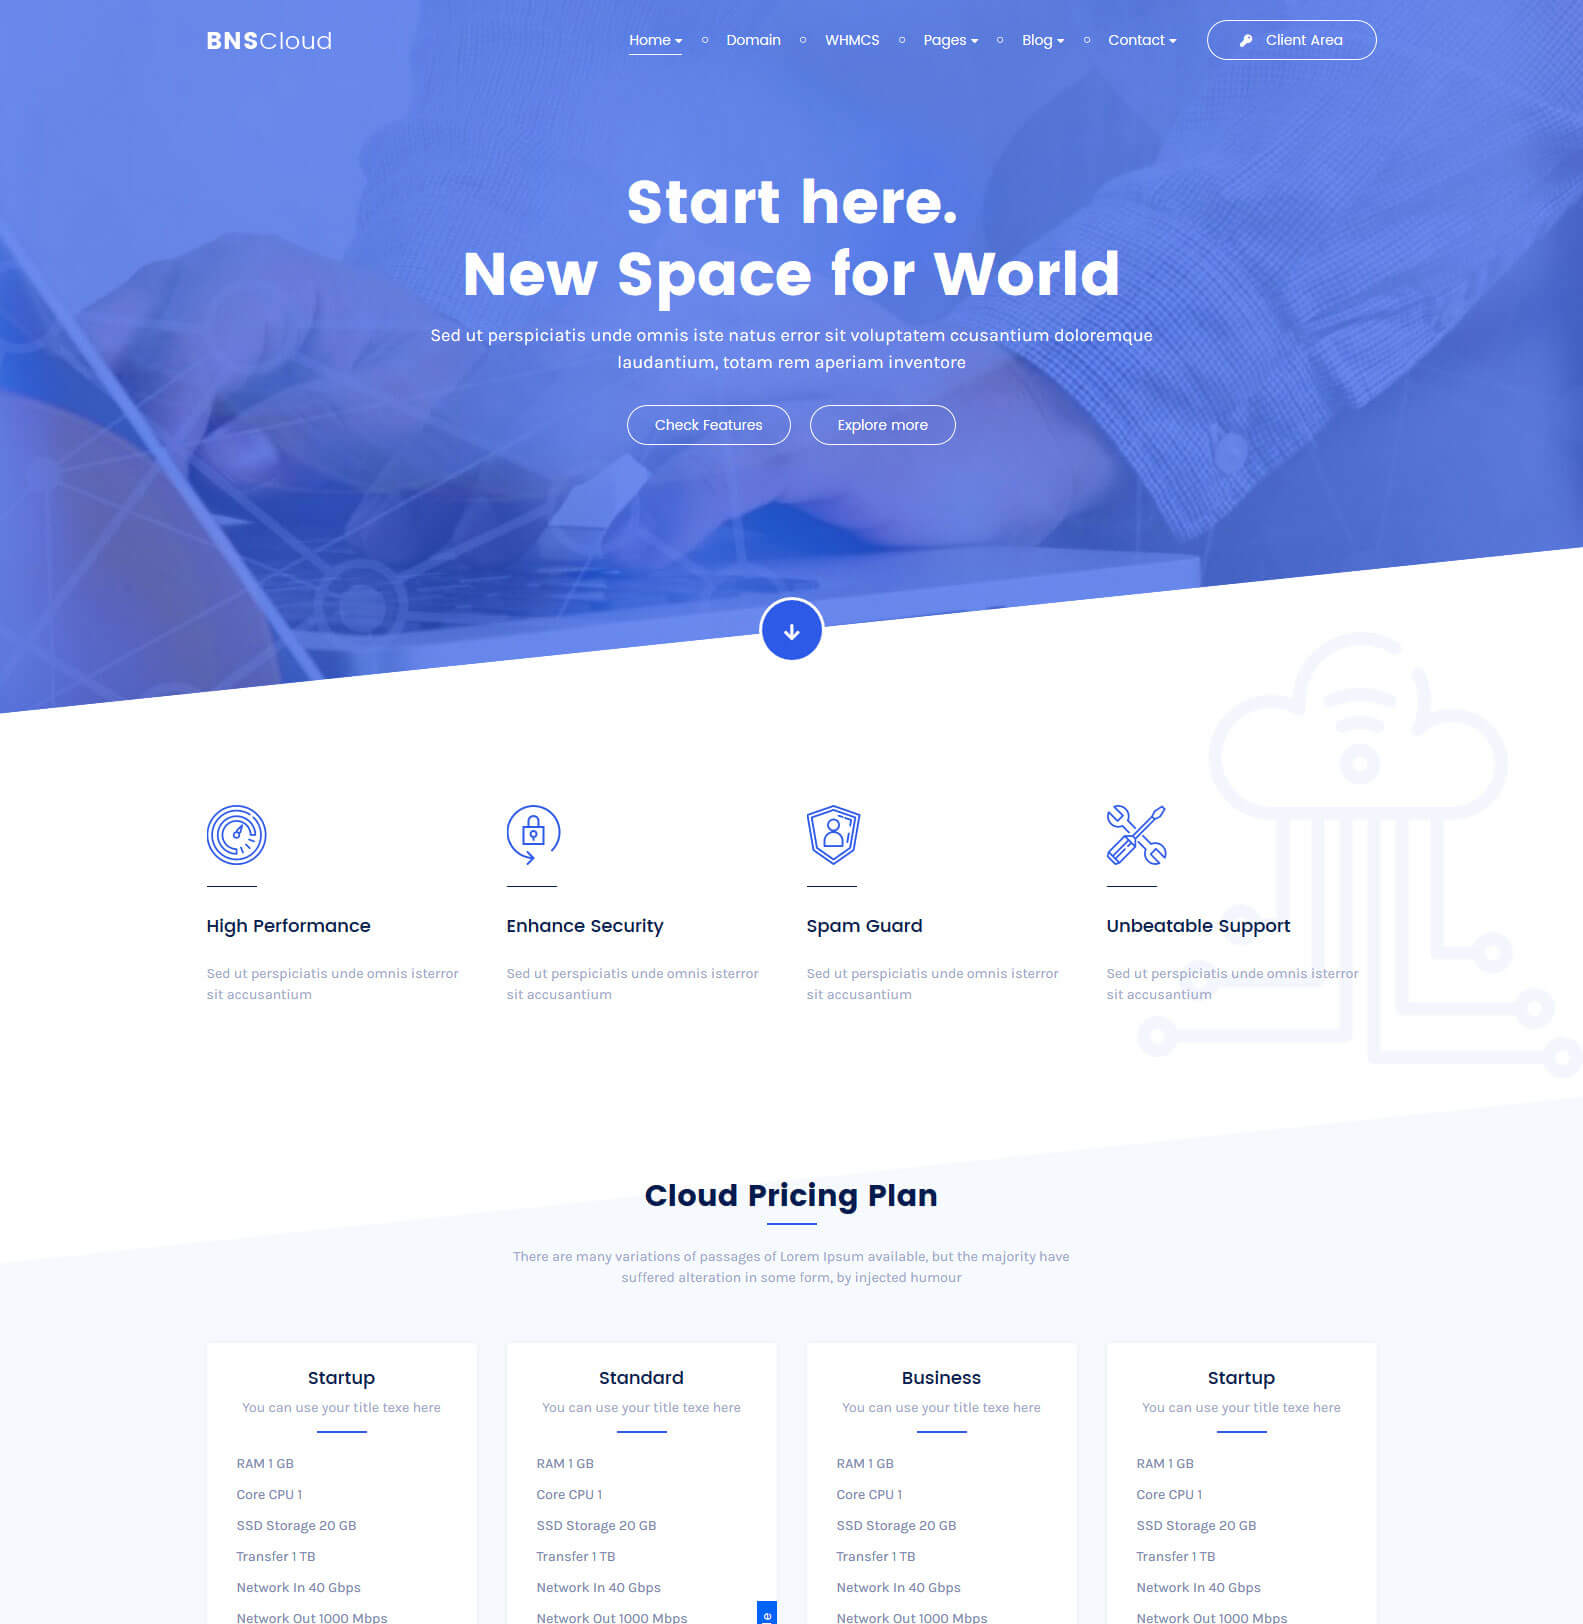 BNSCloud
Home
Domain
WHMCS
Pages
Blog
Contact
Client Area
Start here.
New Space for World
Sed ut perspiciatis unde omnis iste natus error sit voluptatem ccusantium doloremque
laudantium, totam rem aperiam inventore
Check Features
Explore more
High Performance
Sed ut perspiciatis unde omnis isterror
sit accusantium
Enhance Security
Sed ut perspiciatis unde omnis isterror
sit accusantium
Spam Guard
Sed ut perspiciatis unde omnis isterror
sit accusantium
Unbeatable Support
Sed ut perspiciatis unde omnis isterror
sit accusantium
Cloud Pricing Plan
There are many variations of passages of Lorem Ipsum available, but the majority have
suffered alteration in some form, by injected humour
Startup
You can use your title texe here
RAM 1 GB
Core CPU 1
SSD Storage 20 GB
Transfer 1 TB
Network In 40 Gbps
Network Out 1000 Mbps
Standard
You can use your title texe here
RAM 1 GB
Core CPU 1
SSD Storage 20 GB
Transfer 1 TB
Network In 40 Gbps
Network Out 1000 Mbps
Business
You can use your title texe here
RAM 1 GB
Core CPU 1
SSD Storage 20 GB
Transfer 1 TB
Network In 40 Gbps
Network Out 1000 Mbps
Startup
You can use your title texe here
RAM 1 GB
Core CPU 1
SSD Storage 20 GB
Transfer 1 TB
Network In 40 Gbps
Network Out 1000 Mbps